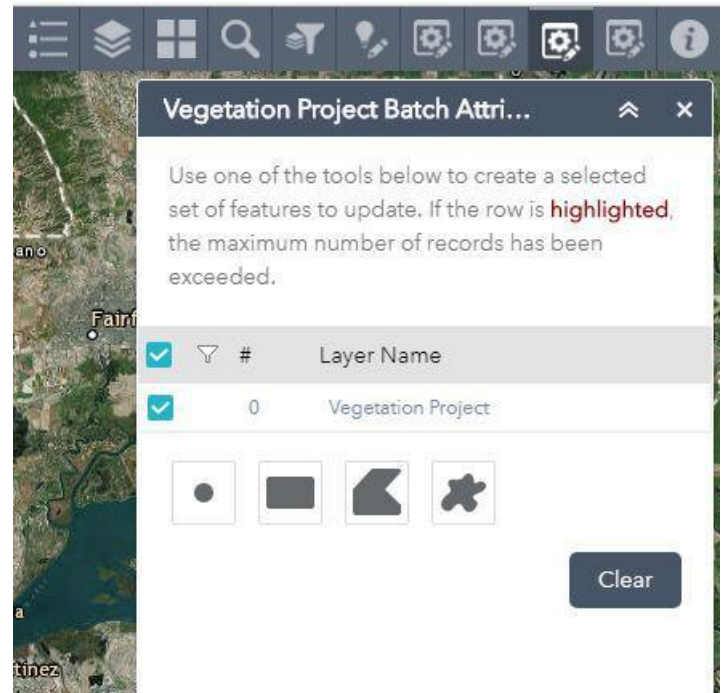 Vegetation Project Batch Attri...
Use one of the tools below to create a selected
set of features to update. If the row is highlighted,
the maximum number of records has been
exceeded.
ano
Fairf
# Layer Name
0 Vegetation Project
Clear
a
tinez